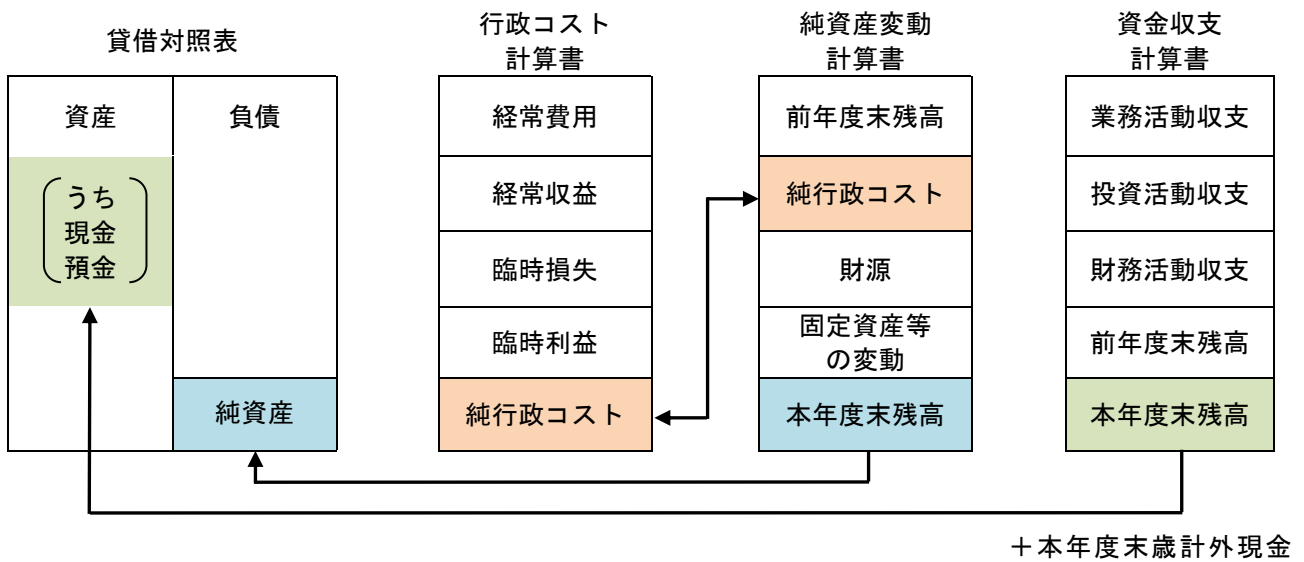 貸借対照表
資産
負債
うち
現金
預金
純資産
行政コスト
計算書
経常費用
経常収益
臨時損失
臨時利益
純行政コスト
純資産変動
計算書
前年度末残高
純行政コスト
財源
固定資産等
の変動
本年度末残高
資金収支
計算書
業務活動収支
投資活動収支
財務活動収支
前年度末残高
本年度末残高
＋本年度末歳計外現金